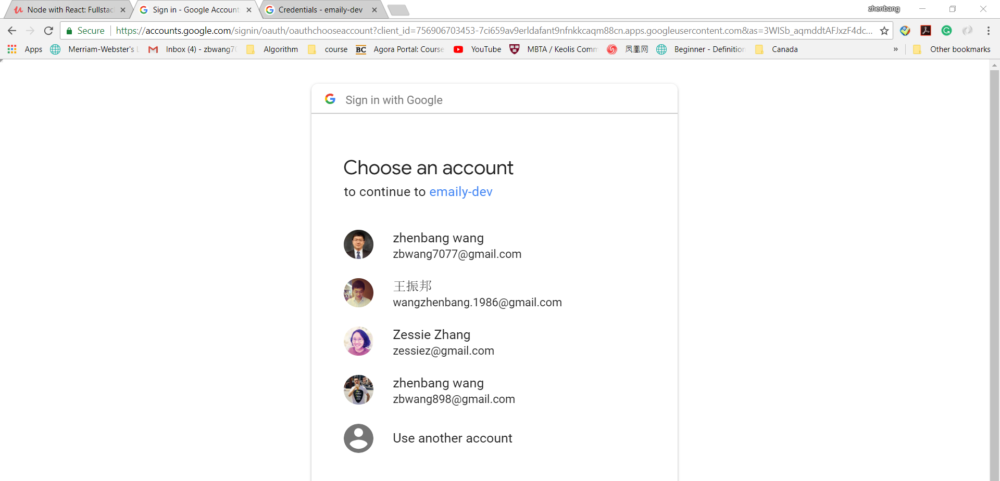 Node with React: Fullstac
Sign in - Google Account
Credentials - emaily-dev
zhenbang
Secure
https://accounts.google.com/signin/oauth/oauthchooseaccount?client_id=756906703453-7ci659av9erldafant9nfnkkcaqm88cn.apps.googleusercontent.com&as=3WISb_aqmddtAFJxzF4dc...
Apps
Merriam-Webster's L
Inbox (4) - zbwang70
Algorithm
course
BC
Agora Portal: Course
YouTube
MBTA / Keolis Comm
凤凰网
Beginner - Definition
Canada
»
Other bookmarks
Sign in with Google
Choose an account
to continue to emaily-dev
zhenbang wang
zbwang7077@gmail.com
王振邦
wangzhenbang.1986@gmail.com
Zessie Zhang
zessiez@gmail.com
zhenbang wang
zbwang898@gmail.com
Use another account